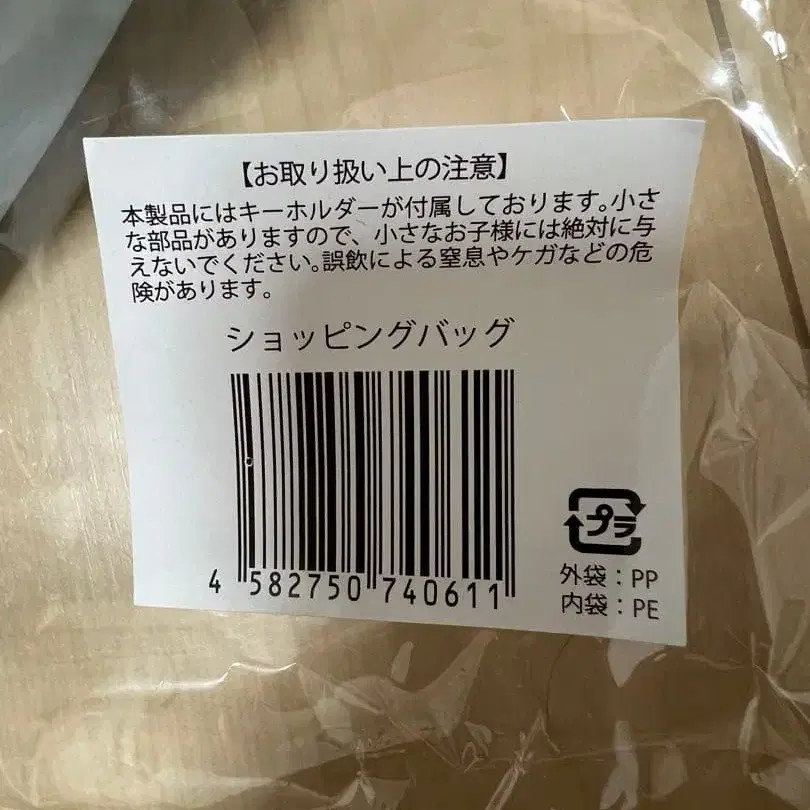 【お取り扱い上の注意】
本製品にはキーホルダーが付属しております。小さ
な部品がありますので、小さなお子様には絶対に与
えないでください。誤飲による窒息やケガなどの危
険があります。
ショッピングバッグ
4 582750 740611
プラ
外袋：PP
内袋：PE